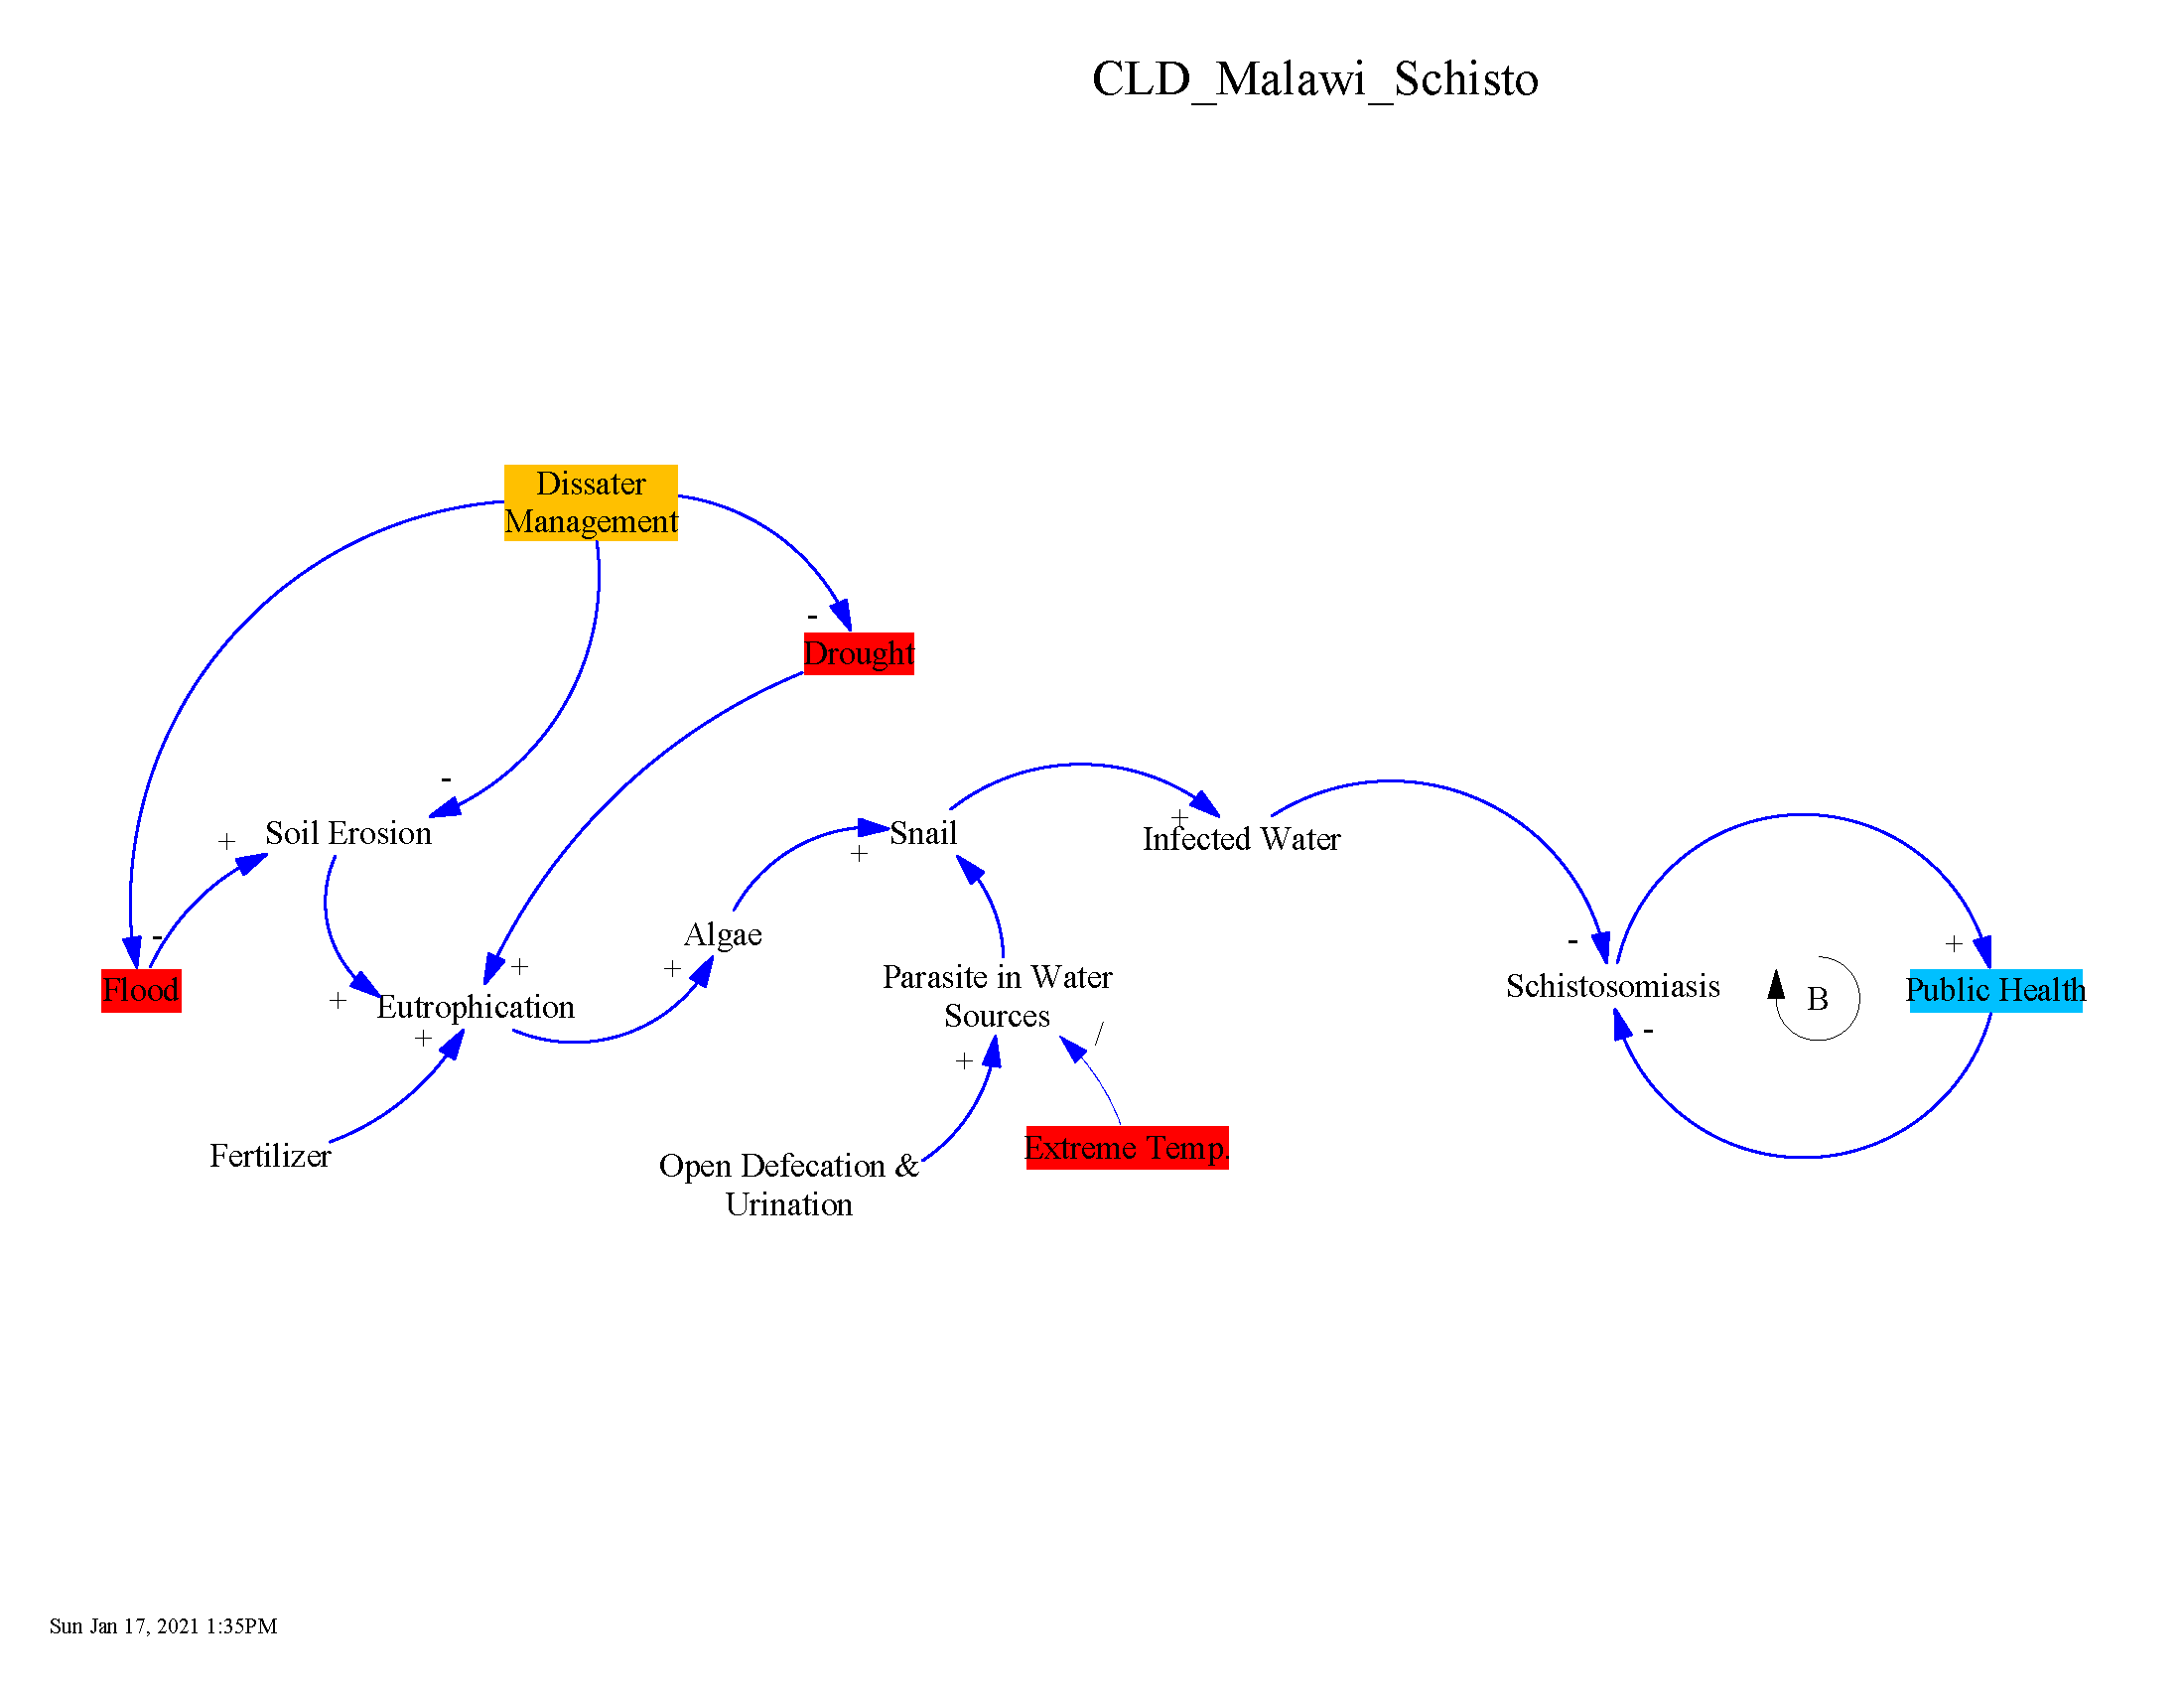 CLD_Malawi_Schisto
Dissater
Management
-
Drought
-
+
Soil Erosion
+
Snail
+
+
Infected Water
-
Flood
Algae
+
+
Parasite in Water
Sources
-
Schistosomiasis
B
+
Public Health
-
+
Eutrophication
+
+
/
Fertilizer
Open Defecation &
Urination
Extreme Temp.
Sun Jan 17, 2021 1:35PM